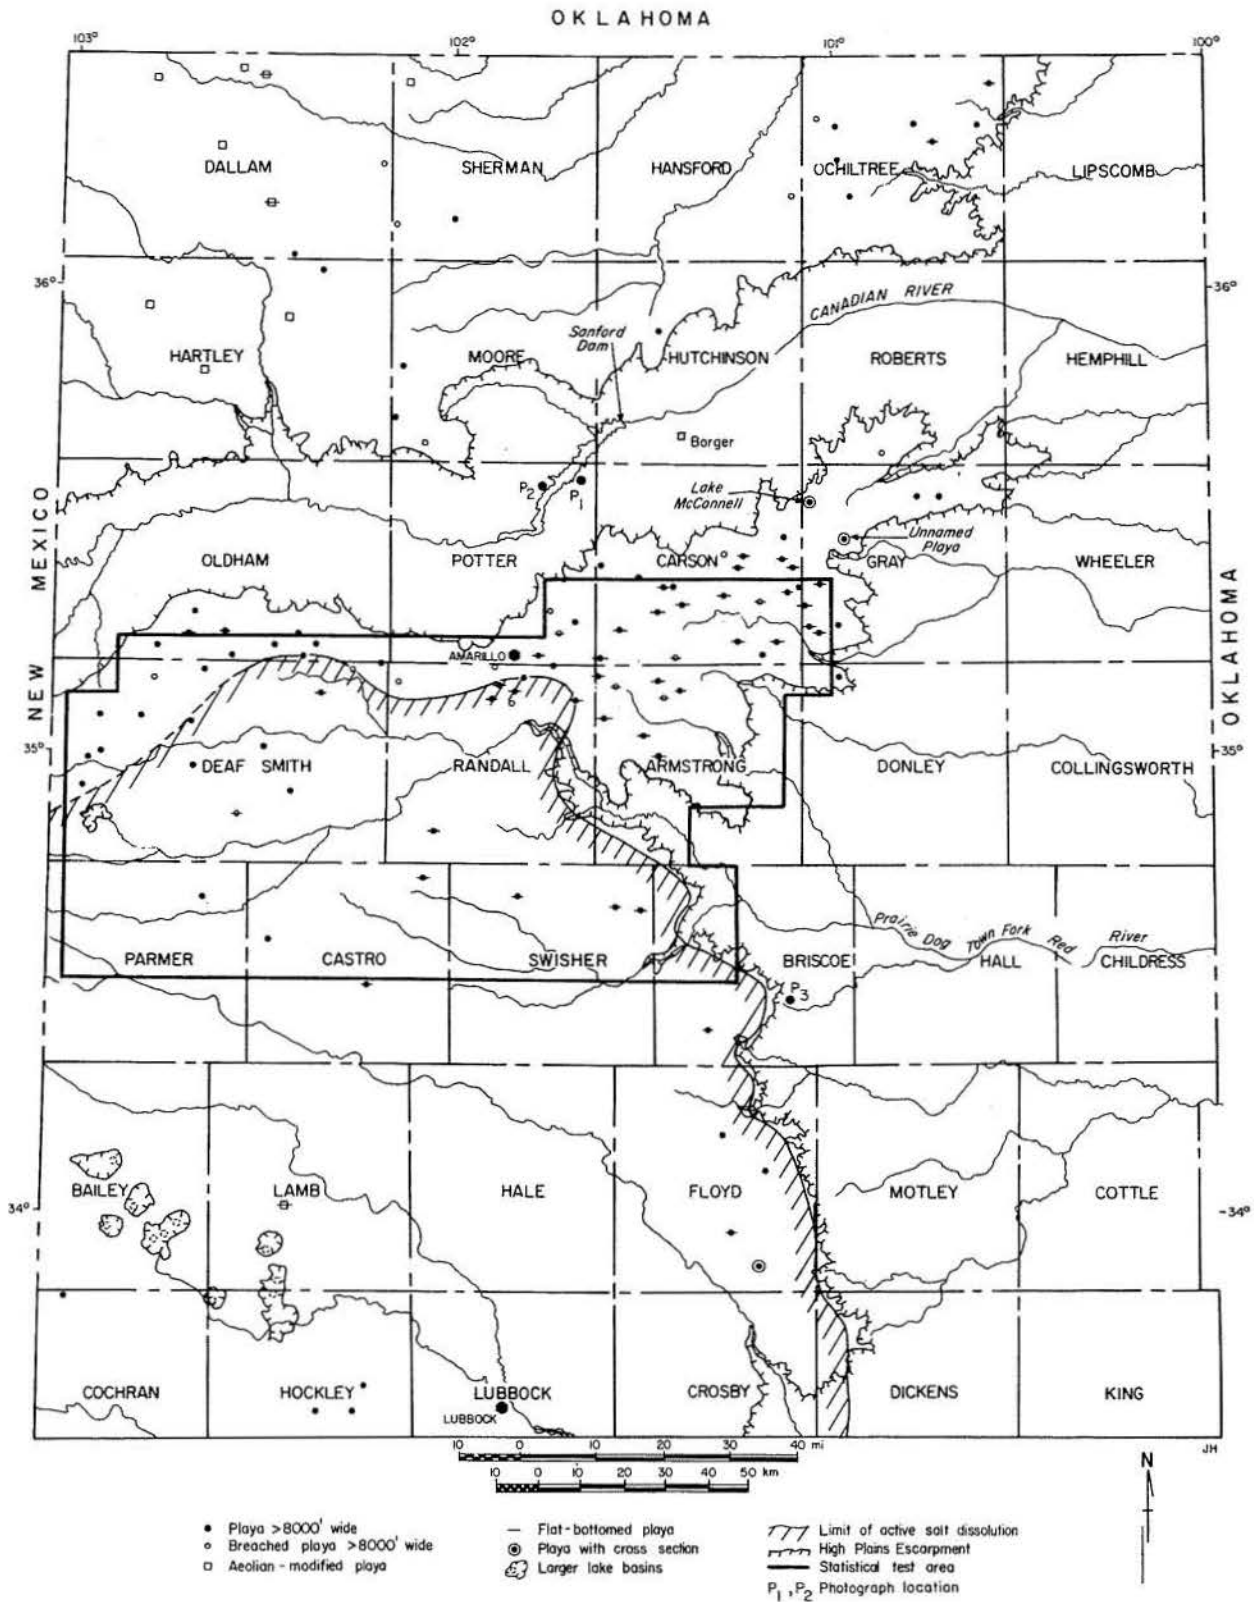 OKLAHOMA
103° 102° 101° 100°
DALLAM SHERMAN HANSFORD OCHILTREE LIPSCOMB
36° 36°
CANADIAN RIVER
Sanford
Dam
HARTLEY MOORE HUTCHINSON ROBERTS HEMPHILL
Borger
P2 P1
Lake
McConnell
Unnamed
Playa
NEW MEXICO
OLDHAM POTTER CARSON GRAY WHEELER
OKLAHOMA
AMARILLO
6
35° 35°
DEAF SMITH RANDALL ARMSTRONG DONLEY COLLINGSWORTH
Prairie Dog Town Fork Red River
PARMER CASTRO SWISHER BRISCOE HALL CHILDRESS
P3
BAILEY LAMB HALE FLOYD MOTLEY COTTLE
34° 34°
COCHRAN HOCKLEY LUBBOCK CROSBY DICKENS KING
LUBBOCK
10 0 10 20 30 40 mi
10 0 10 20 30 40 50 km
JH
N
Playa >8000' wide
Breached playa >8000' wide
Aeolian-modified playa
Flat-bottomed playa
Playa with cross section
Larger lake basins
Limit of active salt dissolution
High Plains Escarpment
Statistical test area
P1, P2 Photograph location